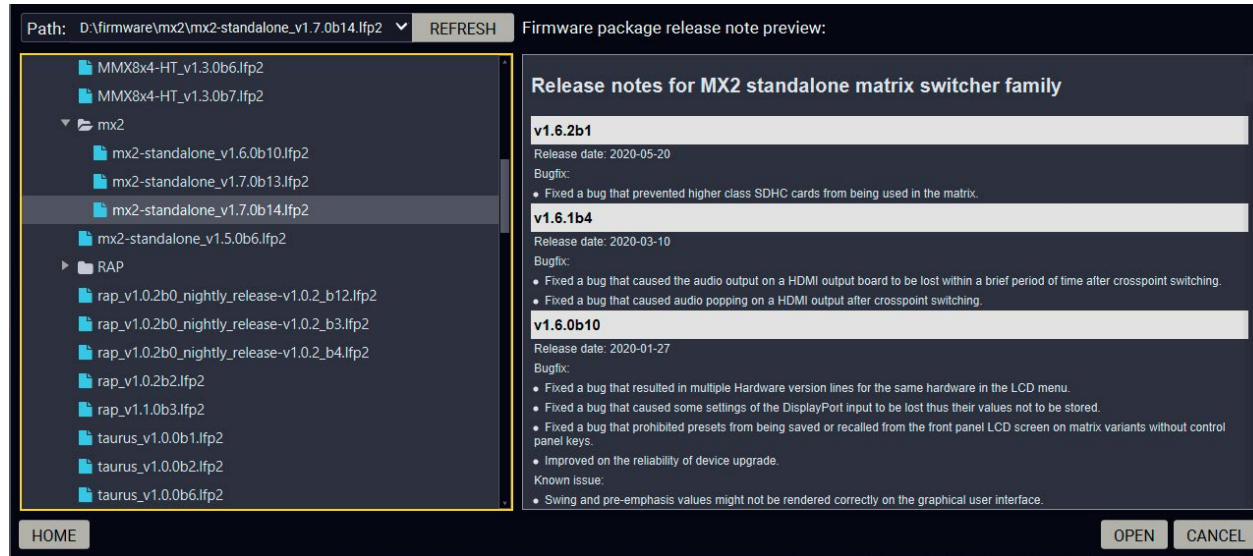 Path: D:\firmware\mx2\mx2-standalone_v1.7.0b14.lfp2 REFRESH
Firmware package release note preview:
MMX8x4-HT_v1.3.0b6.lfp2
MMX8x4-HT_v1.3.0b7.lfp2
mx2
mx2-standalone_v1.6.0b10.lfp2
mx2-standalone_v1.7.0b13.lfp2
mx2-standalone_v1.7.0b14.lfp2
mx2-standalone_v1.5.0b6.lfp2
RAP
rap_v1.0.2b0_nightly_release-v1.0.2_b12.lfp2
rap_v1.0.2b0_nightly_release-v1.0.2_b3.lfp2
rap_v1.0.2b0_nightly_release-v1.0.2_b4.lfp2
rap_v1.0.2b2.lfp2
rap_v1.1.0b3.lfp2
taurus_v1.0.0b1.lfp2
taurus_v1.0.0b2.lfp2
taurus_v1.0.0b6.lfp2
Release notes for MX2 standalone matrix switcher family
v1.6.2b1
Release date: 2020-05-20
Bugfix:
● Fixed a bug that prevented higher class SDHC cards from being used in the matrix.
v1.6.1b4
Release date: 2020-03-10
Bugfix:
● Fixed a bug that caused the audio output on a HDMI output board to be lost within a brief period of time after crosspoint switching.
● Fixed a bug that caused audio popping on a HDMI output after crosspoint switching.
v1.6.0b10
Release date: 2020-01-27
Bugfix:
● Fixed a bug that resulted in multiple Hardware version lines for the same hardware in the LCD menu.
● Fixed a bug that caused some settings of the DisplayPort input to be lost thus their values not to be stored.
● Fixed a bug that prohibited presets from being saved or recalled from the front panel LCD screen on matrix variants without control
panel keys.
● Improved on the reliability of device upgrade.
Known issue:
● Swing and pre-emphasis values might not be rendered correctly on the graphical user interface.
HOME
OPEN
CANCEL